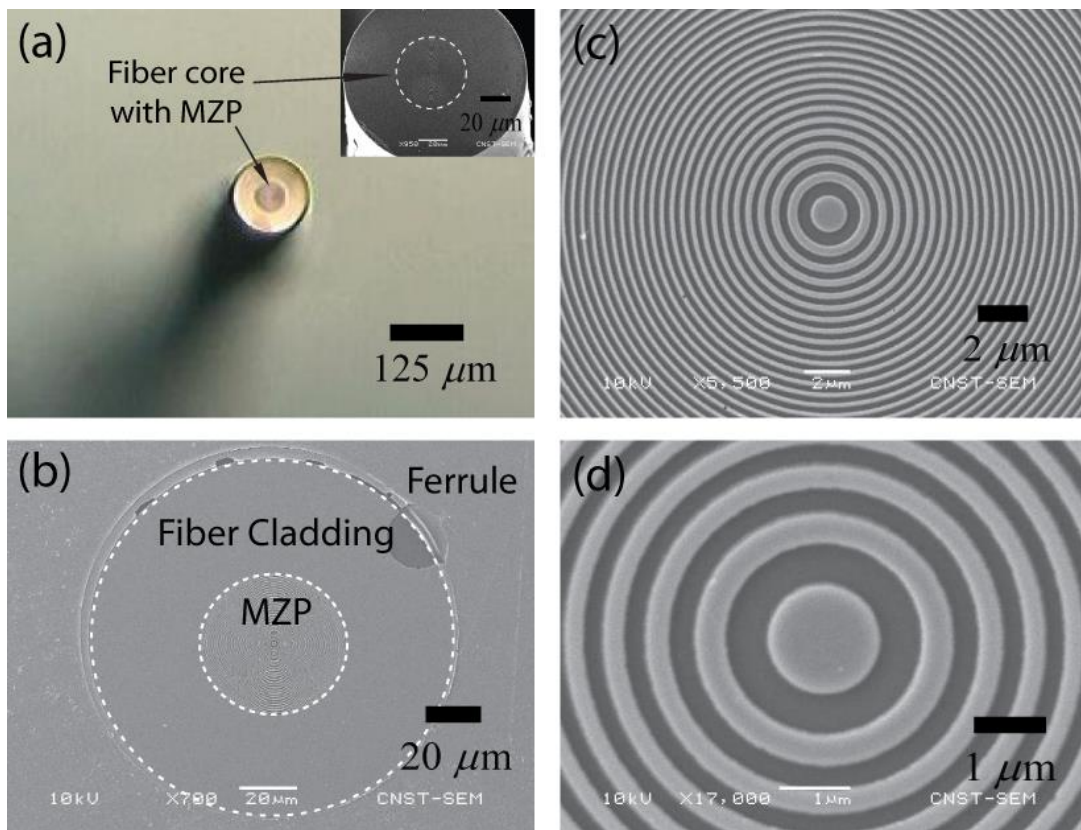 (a)
Fiber core
with MZP
20 μm
X950 20μm CNST-SEM
125 μm
(b)
Ferrule
Fiber Cladding
MZP
20 μm
10kV X700 20μm CNST-SEM
(c)
2 μm
10kV X5,500 2μm CNST-SEM
(d)
1 μm
10kV X17,000 1μm CNST-SEM